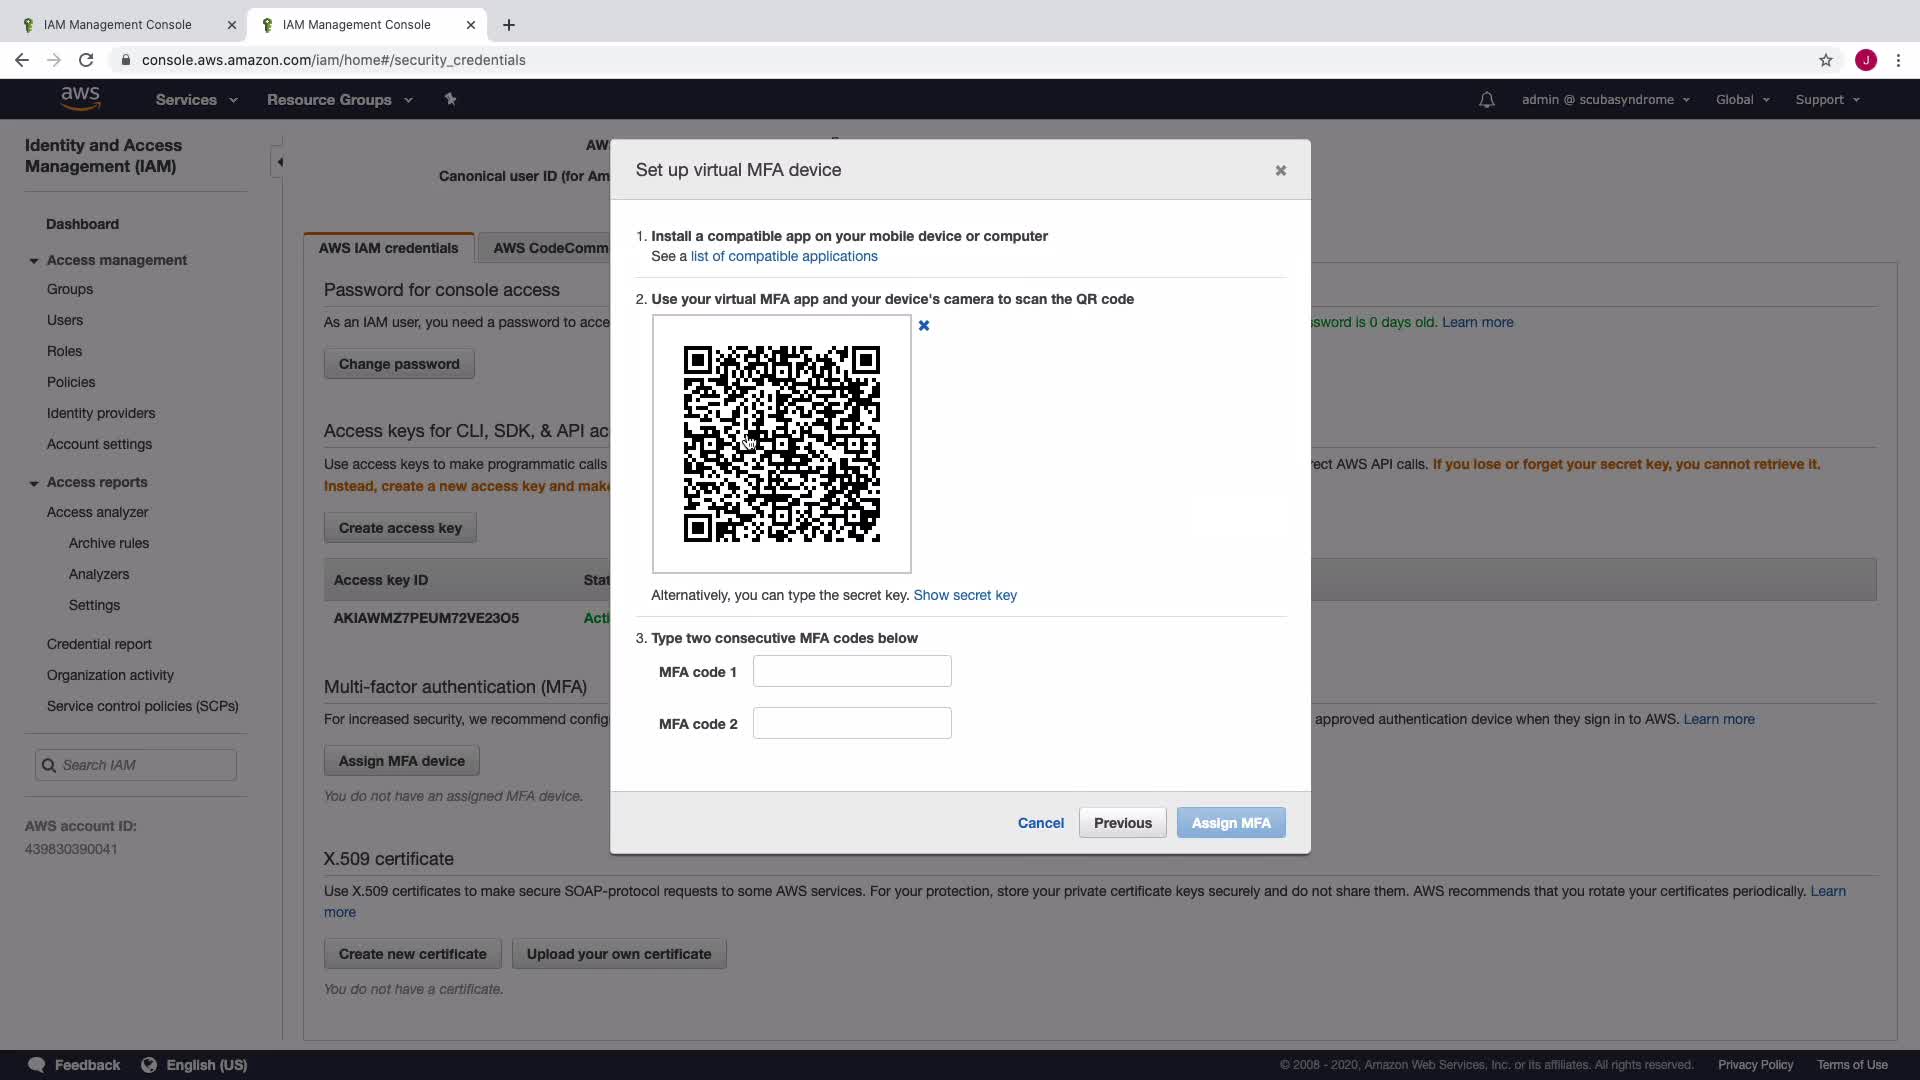 IAM Management Console
IAM Management Console
console.aws.amazon.com/iam/home#/security_credentials
J
aws
Services
Resource Groups
admin @ scubasyndrome
Global
Support
Identity and Access
Management (IAM)
Dashboard
Access management
Groups
Users
Roles
Policies
Identity providers
Account settings
Access reports
Access analyzer
Archive rules
Analyzers
Settings
Credential report
Organization activity
Service control policies (SCPs)
Search IAM
AWS account ID:
439830390041
AW
Canonical user ID (for Am
AWS IAM credentials
AWS CodeComm
Password for console access
As an IAM user, you need a password to acce
ssword is 0 days old. Learn more
Change password
Access keys for CLI, SDK, & API ac
Use access keys to make programmatic calls
rect AWS API calls. If you lose or forget your secret key, you cannot retrieve it.
Instead, create a new access key and make
Create access key
Access key ID
Stat
AKIAWMZ7PEUM72VE23O5
Acti
Multi-factor authentication (MFA)
For increased security, we recommend config
approved authentication device when they sign in to AWS. Learn more
Assign MFA device
You do not have an assigned MFA device.
X.509 certificate
Use X.509 certificates to make secure SOAP-protocol requests to some AWS services. For your protection, store your private certificate keys securely and do not share them. AWS recommends that you rotate your certificates periodically. Learn
more
Create new certificate
Upload your own certificate
You do not have a certificate.
Set up virtual MFA device
1. Install a compatible app on your mobile device or computer
See a list of compatible applications
2. Use your virtual MFA app and your device's camera to scan the QR code
Alternatively, you can type the secret key. Show secret key
3. Type two consecutive MFA codes below
MFA code 1
MFA code 2
Cancel
Previous
Assign MFA
Feedback
English (US)
© 2008 - 2020, Amazon Web Services, Inc. or its affiliates. All rights reserved.
Privacy Policy
Terms of Use